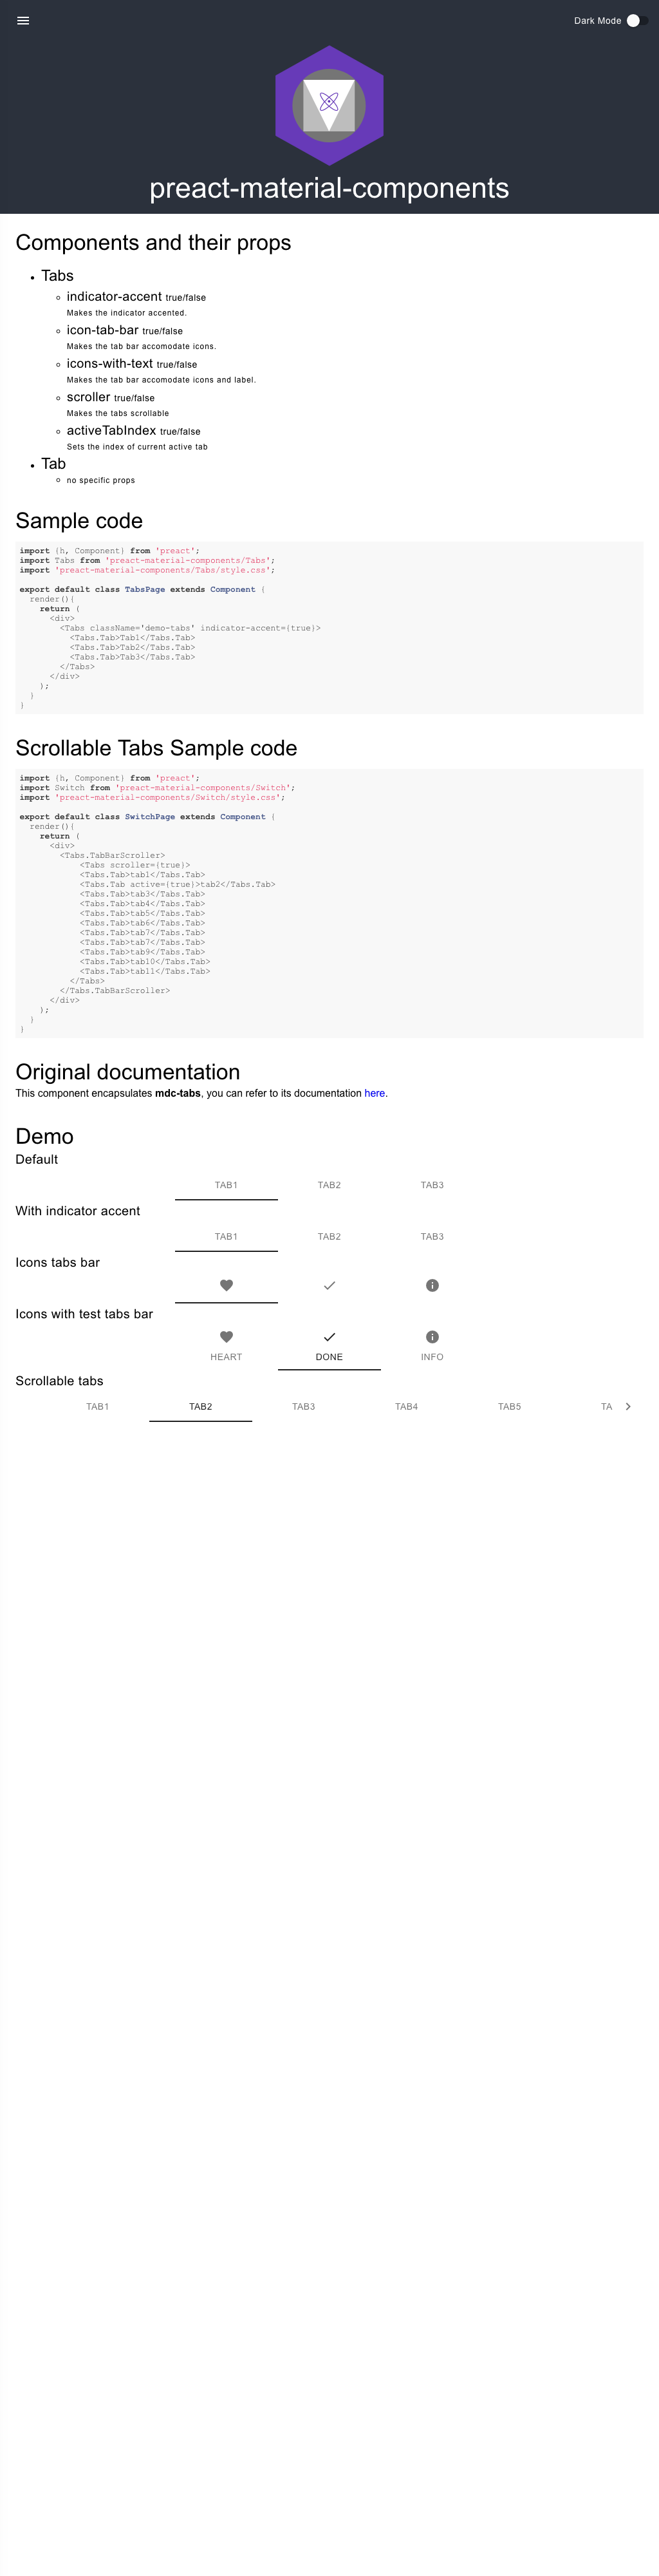 Dark Mode
preact-material-components
Components and their props
Tabs
indicator-accent true/false
Makes the indicator accented.
icon-tab-bar true/false
Makes the tab bar accomodate icons.
icons-with-text true/false
Makes the tab bar accomodate icons and label.
scroller true/false
Makes the tabs scrollable
activeTabIndex true/false
Sets the index of current active tab
Tab
no specific props
Sample code
import {h, Component} from 'preact';
import Tabs from 'preact-material-components/Tabs';
import 'preact-material-components/Tabs/style.css';
export default class TabsPage extends Component {
render(){
return (
<div>
<Tabs className='demo-tabs' indicator-accent={true}>
<Tabs.Tab>Tab1</Tabs.Tab>
<Tabs.Tab>Tab2</Tabs.Tab>
<Tabs.Tab>Tab3</Tabs.Tab>
</Tabs>
</div>
);
}
}
Scrollable Tabs Sample code
import {h, Component} from 'preact';
import Switch from 'preact-material-components/Switch';
import 'preact-material-components/Switch/style.css';
export default class SwitchPage extends Component {
render(){
return (
<div>
<Tabs.TabBarScroller>
<Tabs scroller={true}>
<Tabs.Tab>tab1</Tabs.Tab>
<Tabs.Tab active={true}>tab2</Tabs.Tab>
<Tabs.Tab>tab3</Tabs.Tab>
<Tabs.Tab>tab4</Tabs.Tab>
<Tabs.Tab>tab5</Tabs.Tab>
<Tabs.Tab>tab6</Tabs.Tab>
<Tabs.Tab>tab7</Tabs.Tab>
<Tabs.Tab>tab7</Tabs.Tab>
<Tabs.Tab>tab9</Tabs.Tab>
<Tabs.Tab>tab10</Tabs.Tab>
<Tabs.Tab>tab11</Tabs.Tab>
</Tabs>
</Tabs.TabBarScroller>
</div>
);
}
}
Original documentation
This component encapsulates mdc-tabs, you can refer to its documentation here.
Demo
Default
TAB1 TAB2 TAB3
With indicator accent
TAB1 TAB2 TAB3
Icons tabs bar
Icons with test tabs bar
HEART DONE INFO
Scrollable tabs
TAB1 TAB2 TAB3 TAB4 TAB5 TA